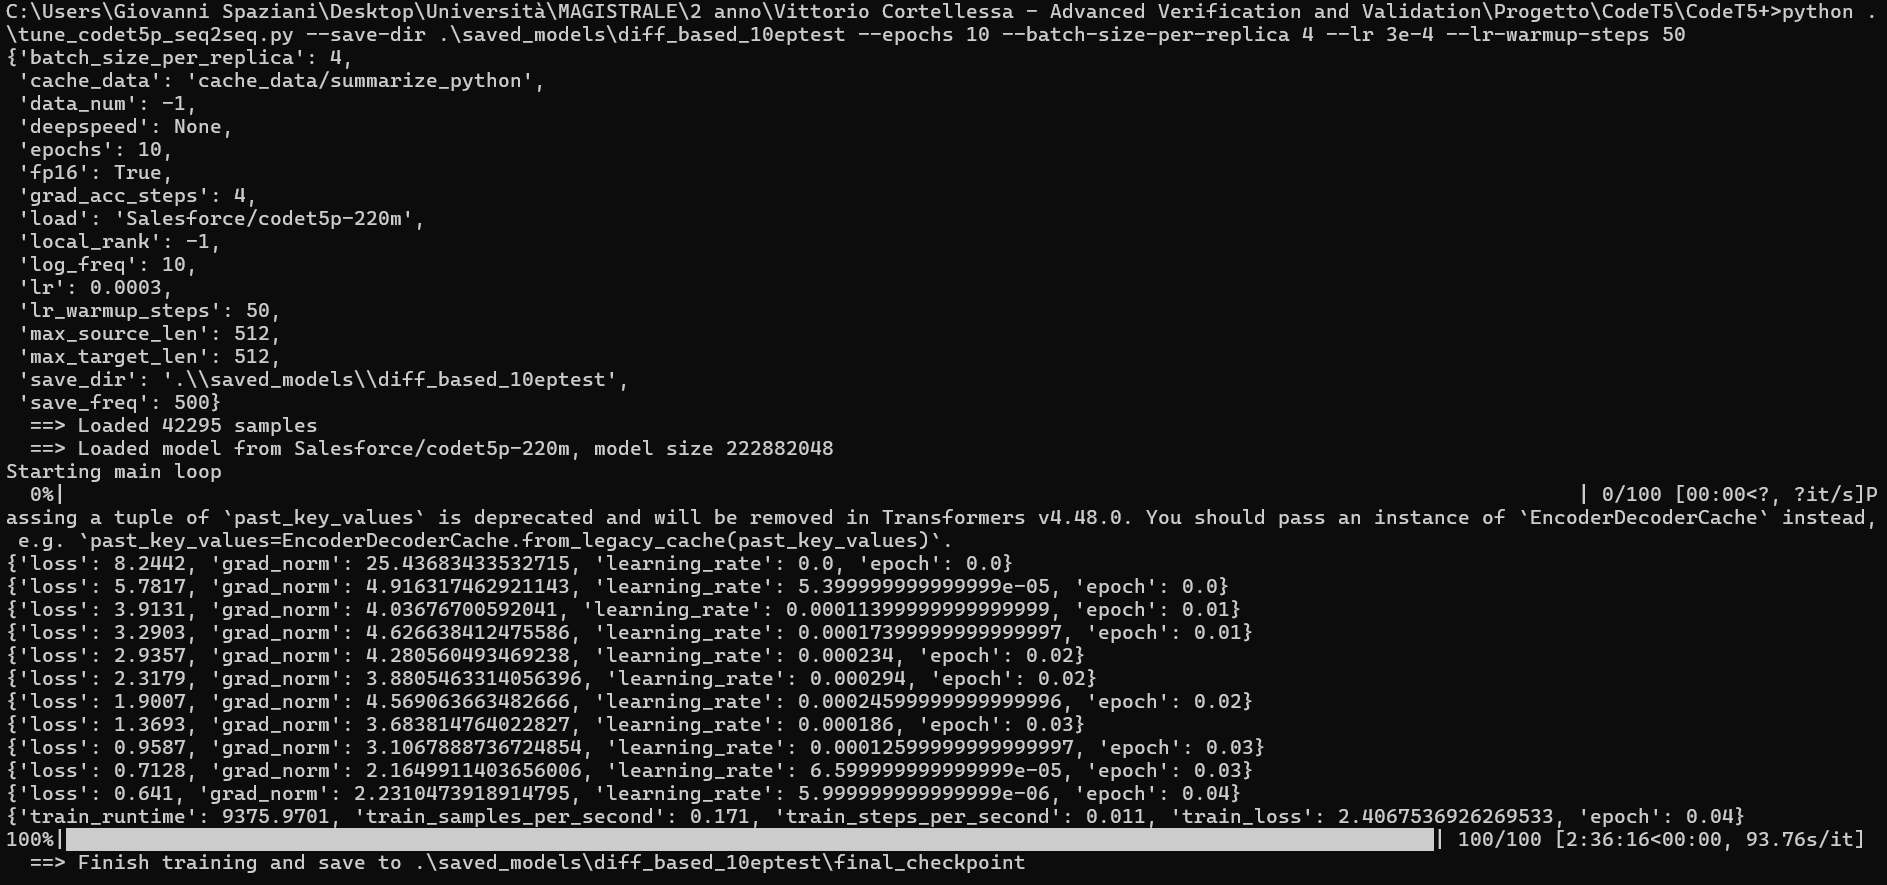 C:\Users\Giovanni Spaziani\Desktop\Università\MAGISTRALE\2 anno\Vittorio Cortellessa - Advanced Verification and Validation\Progetto\CodeT5\CodeT5+>python .
\tune_codet5p_seq2seq.py --save-dir .\saved_models\diff_based_10eptest --epochs 10 --batch-size-per-replica 4 --lr 3e-4 --lr-warmup-steps 50
{'batch_size_per_replica': 4,
 'cache_data': 'cache_data/summarize_python',
 'data_num': -1,
 'deepspeed': None,
 'epochs': 10,
 'fp16': True,
 'grad_acc_steps': 4,
 'load': 'Salesforce/codet5p-220m',
 'local_rank': -1,
 'log_freq': 10,
 'lr': 0.0003,
 'lr_warmup_steps': 50,
 'max_source_len': 512,
 'max_target_len': 512,
 'save_dir': '.\\saved_models\\diff_based_10eptest',
 'save_freq': 500}
  ==> Loaded 42295 samples
  ==> Loaded model from Salesforce/codet5p-220m, model size 222882048
Starting main loop
  0%| | 0/100 [00:00<?, ?it/s]P
assing a tuple of `past_key_values` is deprecated and will be removed in Transformers v4.48.0. You should pass an instance of `EncoderDecoderCache` instead,
 e.g. `past_key_values=EncoderDecoderCache.from_legacy_cache(past_key_values)`.
{'loss': 8.2442, 'grad_norm': 25.43683433532715, 'learning_rate': 0.0, 'epoch': 0.0}
{'loss': 5.7817, 'grad_norm': 4.916317462921143, 'learning_rate': 5.399999999999999e-05, 'epoch': 0.0}
{'loss': 3.9131, 'grad_norm': 4.03676700592041, 'learning_rate': 0.00011399999999999999, 'epoch': 0.01}
{'loss': 3.2903, 'grad_norm': 4.626638412475586, 'learning_rate': 0.00017399999999999997, 'epoch': 0.01}
{'loss': 2.9357, 'grad_norm': 4.280560493469238, 'learning_rate': 0.000234, 'epoch': 0.02}
{'loss': 2.3179, 'grad_norm': 3.8805463314056396, 'learning_rate': 0.000294, 'epoch': 0.02}
{'loss': 1.9007, 'grad_norm': 4.569063663482666, 'learning_rate': 0.00024599999999999996, 'epoch': 0.02}
{'loss': 1.3693, 'grad_norm': 3.683814764022827, 'learning_rate': 0.000186, 'epoch': 0.03}
{'loss': 0.9587, 'grad_norm': 3.1067888736724854, 'learning_rate': 0.00012599999999999997, 'epoch': 0.03}
{'loss': 0.7128, 'grad_norm': 2.1649911403656006, 'learning_rate': 6.599999999999999e-05, 'epoch': 0.03}
{'loss': 0.641, 'grad_norm': 2.2310473918914795, 'learning_rate': 5.999999999999999e-06, 'epoch': 0.04}
{'train_runtime': 9375.9701, 'train_samples_per_second': 0.171, 'train_steps_per_second': 0.011, 'train_loss': 2.4067536926269533, 'epoch': 0.04}
100%| | 100/100 [2:36:16<00:00, 93.76s/it]
  ==> Finish training and save to .\saved_models\diff_based_10eptest\final_checkpoint